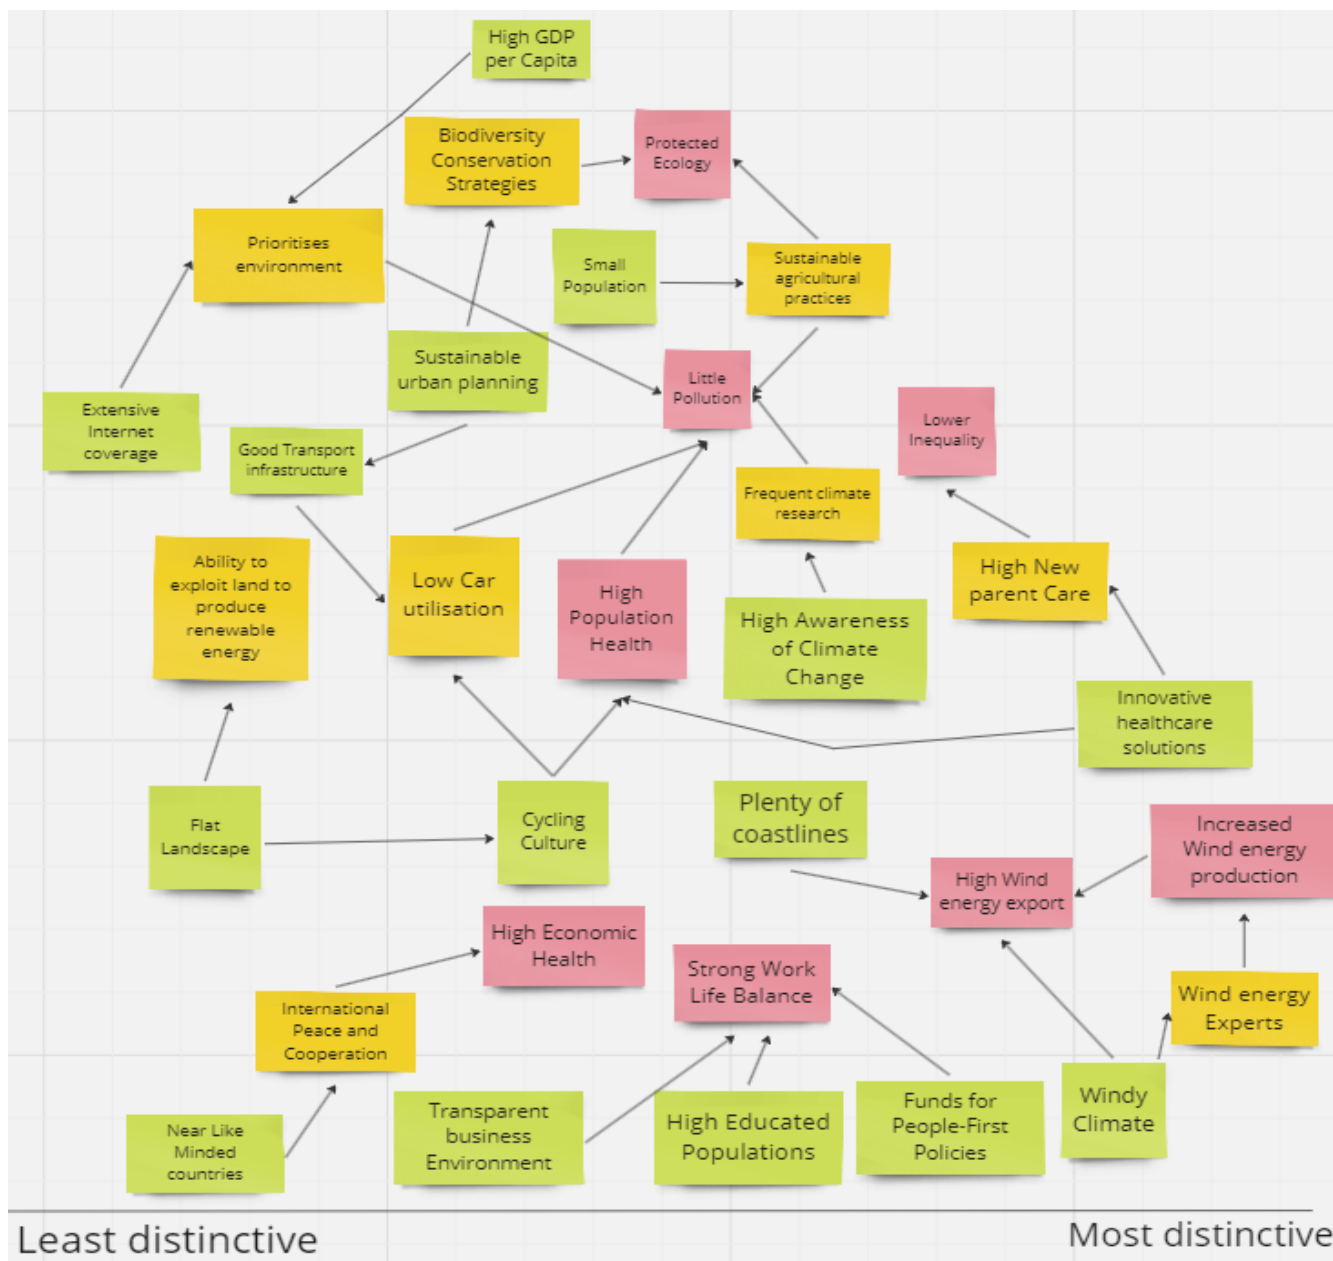 High GDP
per Capita
Biodiversity
Conservation
Strategies
Protected
Ecology
Prioritises
environment
Small
Population
Sustainable
agricultural
practices
Sustainable
urban planning
Little
Pollution
Extensive
Internet
coverage
Good Transport
infrastructure
Lower
Inequality
Frequent climate
research
Ability to
exploit land to
produce
renewable
energy
Low Car
utilisation
High
Population
Health
High New
parent Care
High Awareness
of Climate
Change
Innovative
healthcare
solutions
Flat
Landscape
Cycling
Culture
Plenty of
coastlines
High Wind
energy export
Increased
Wind energy
production
High Economic
Health
Strong Work
Life Balance
International
Peace and
Cooperation
Wind energy
Experts
Near Like
Minded
countries
Transparent
business
Environment
High Educated
Populations
Funds for
People-First
Policies
Windy
Climate
Least distinctive
Most distinctive